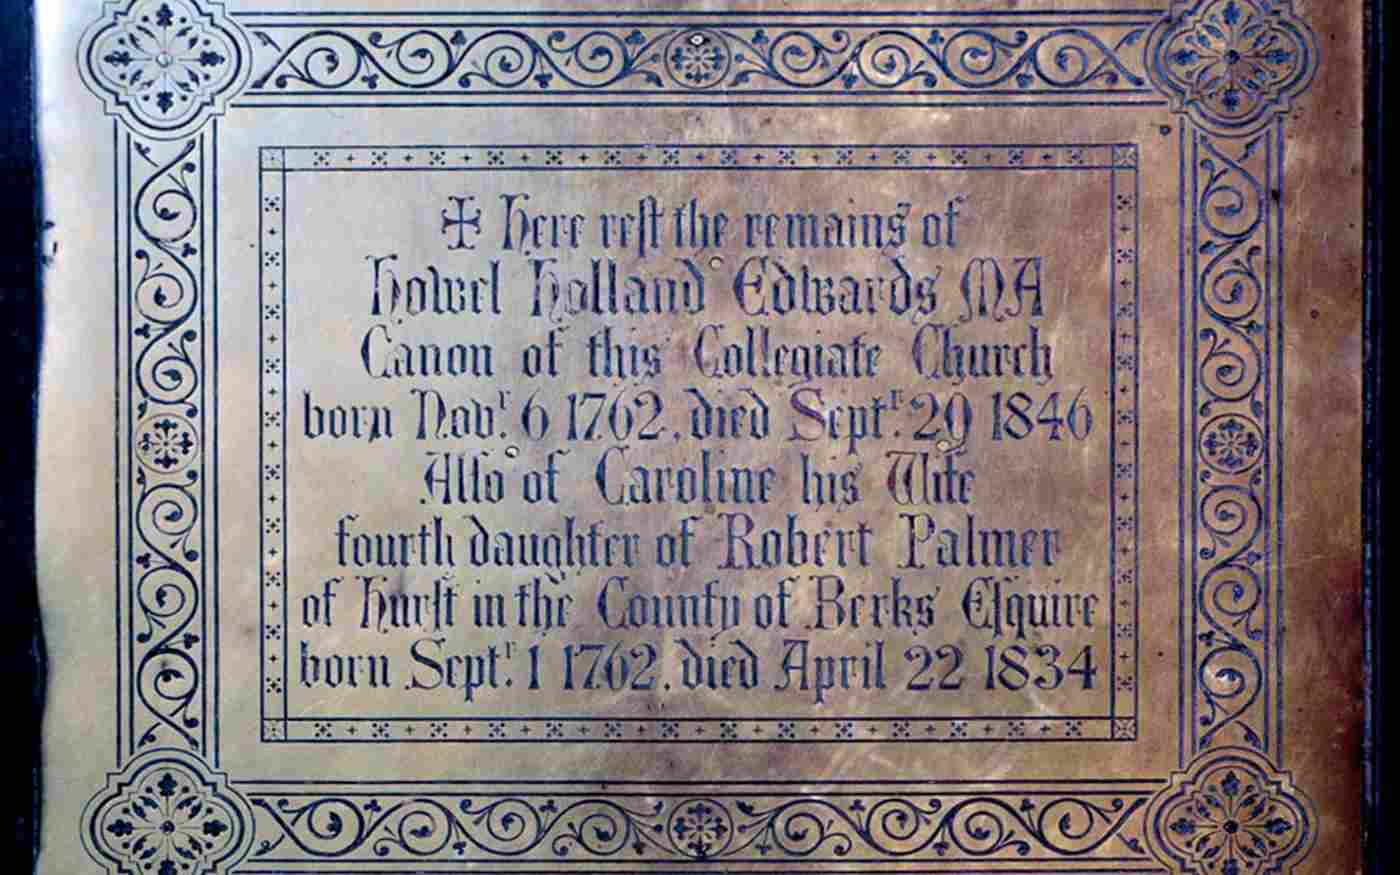 ✠ Here rest the remains of
Howel Holland Edwards MA
Canon of this Collegiate Church
born Novʳ. 6 1762, died Septʳ. 29 1846
Also of Caroline his Wife
fourth daughter of Robert Palmer
of Hurst in the County of Berks Esquire
born Septʳ. 1 1762, died April 22 1834